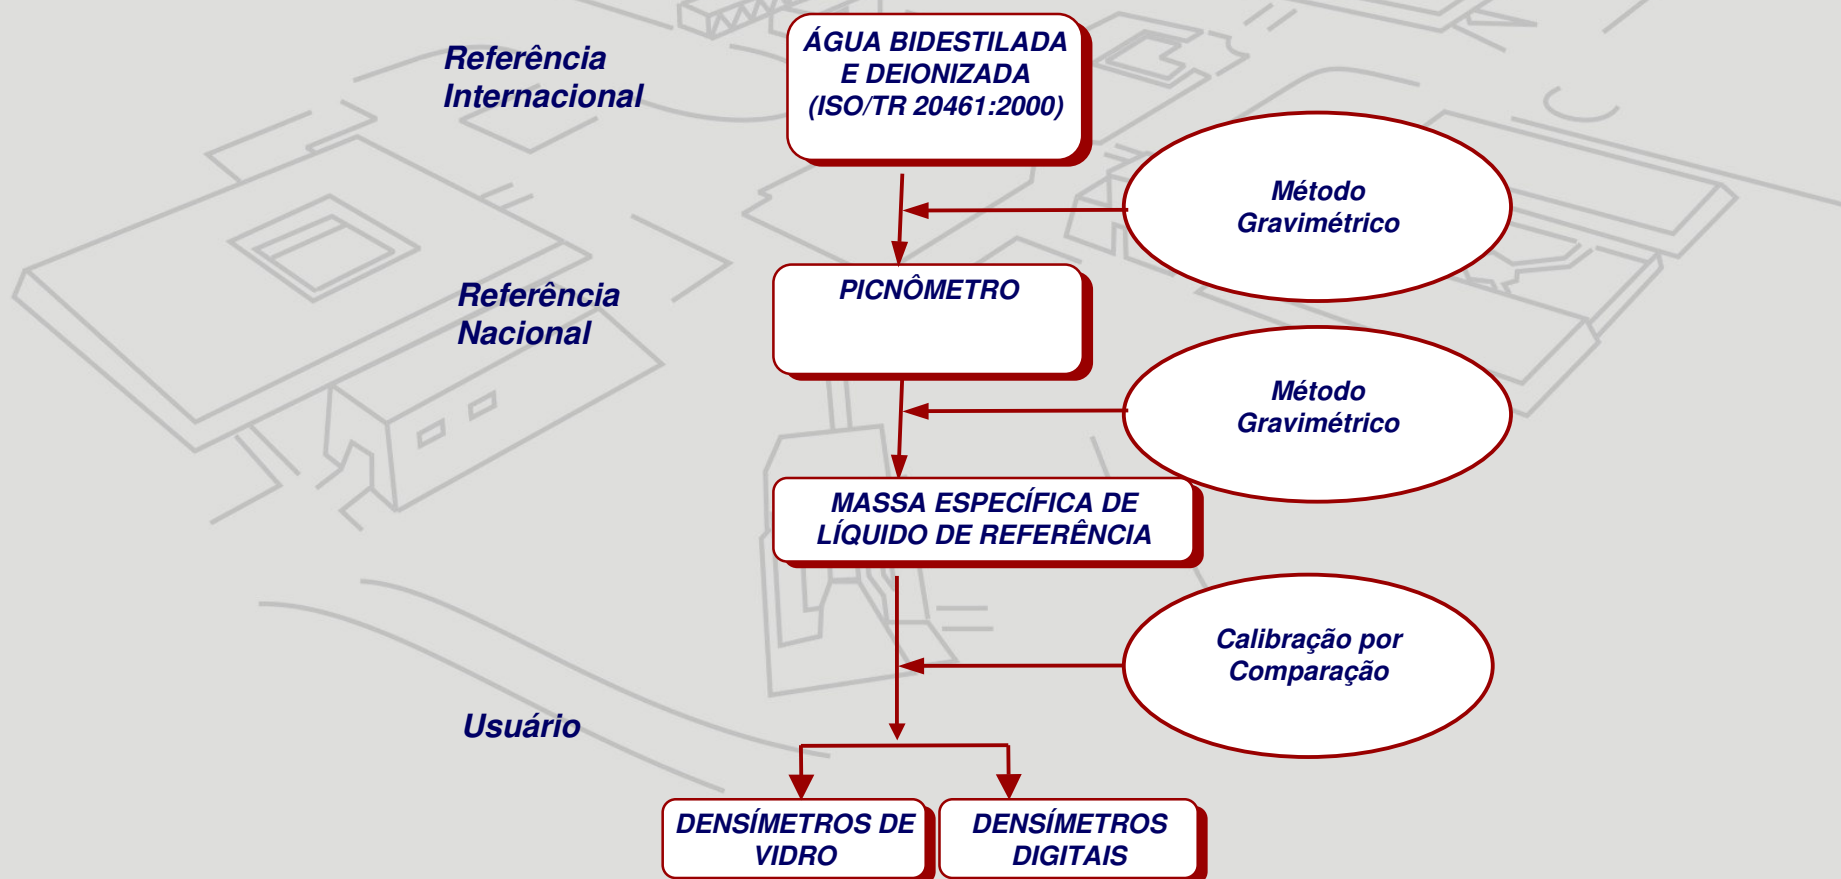 Referência
Internacional
ÁGUA BIDESTILADA
E DEIONIZADA
(ISO/TR 20461:2000)
Método
Gravimétrico
Referência
Nacional
PICNÔMETRO
Método
Gravimétrico
MASSA ESPECÍFICA DE
LÍQUIDO DE REFERÊNCIA
Calibração por
Comparação
Usuário
DENSÍMETROS DE
VIDRO
DENSÍMETROS
DIGITAIS